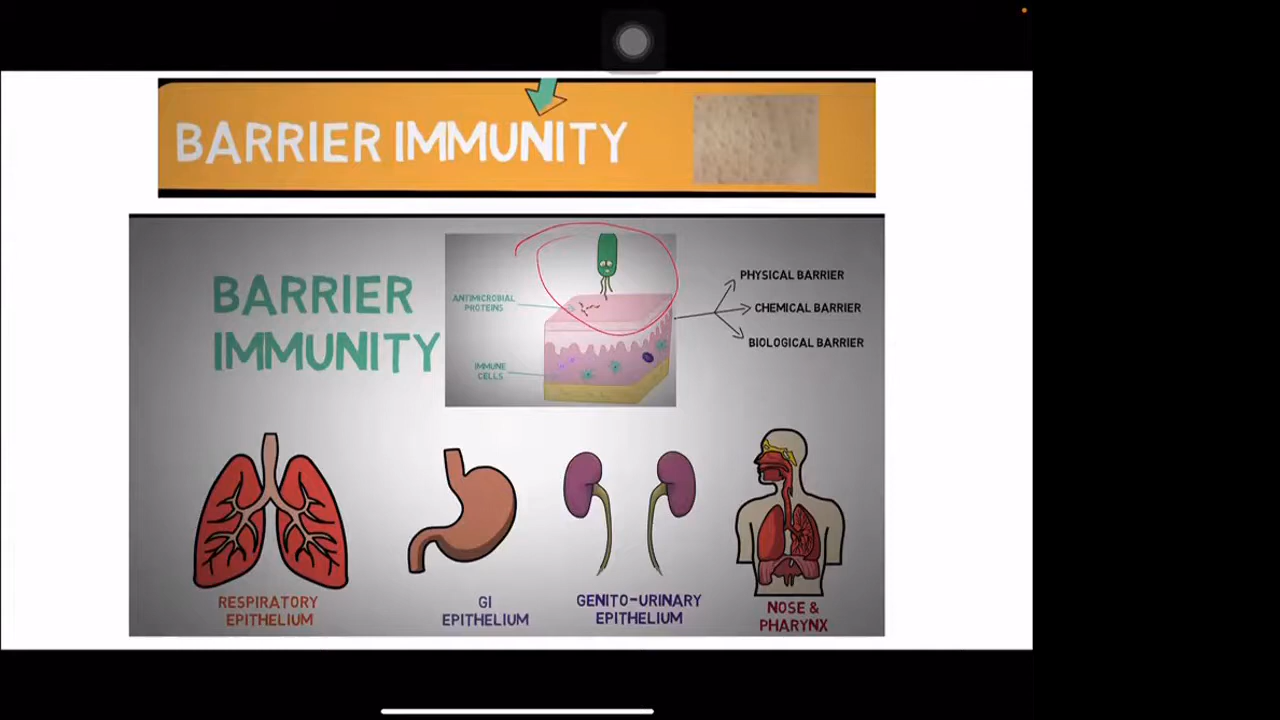 BARRIER IMMUNITY
BARRIER
IMMUNITY
ANTIMICROBIAL
PROTEINS
IMMUNE
CELLS
PHYSICAL BARRIER
CHEMICAL BARRIER
BIOLOGICAL BARRIER
RESPIRATORY
EPITHELIUM
GI
EPITHELIUM
GENITO-URINARY
EPITHELIUM
NOSE &
PHARYNX